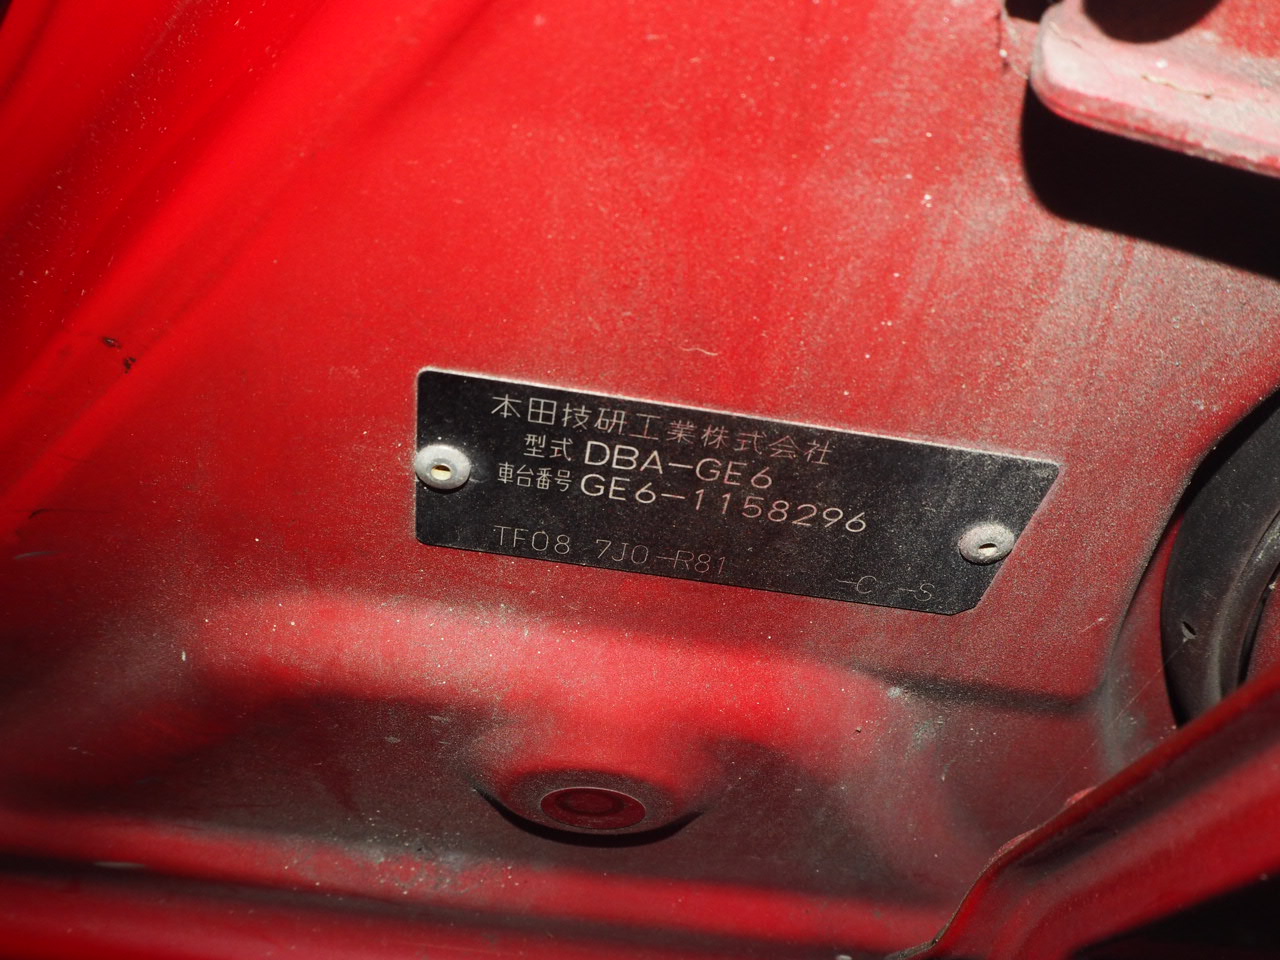 本田技研工業株式会社
型式 DBA-GE6
車台番号 GE6-1158296
TF08 7J0-R81 -C -S